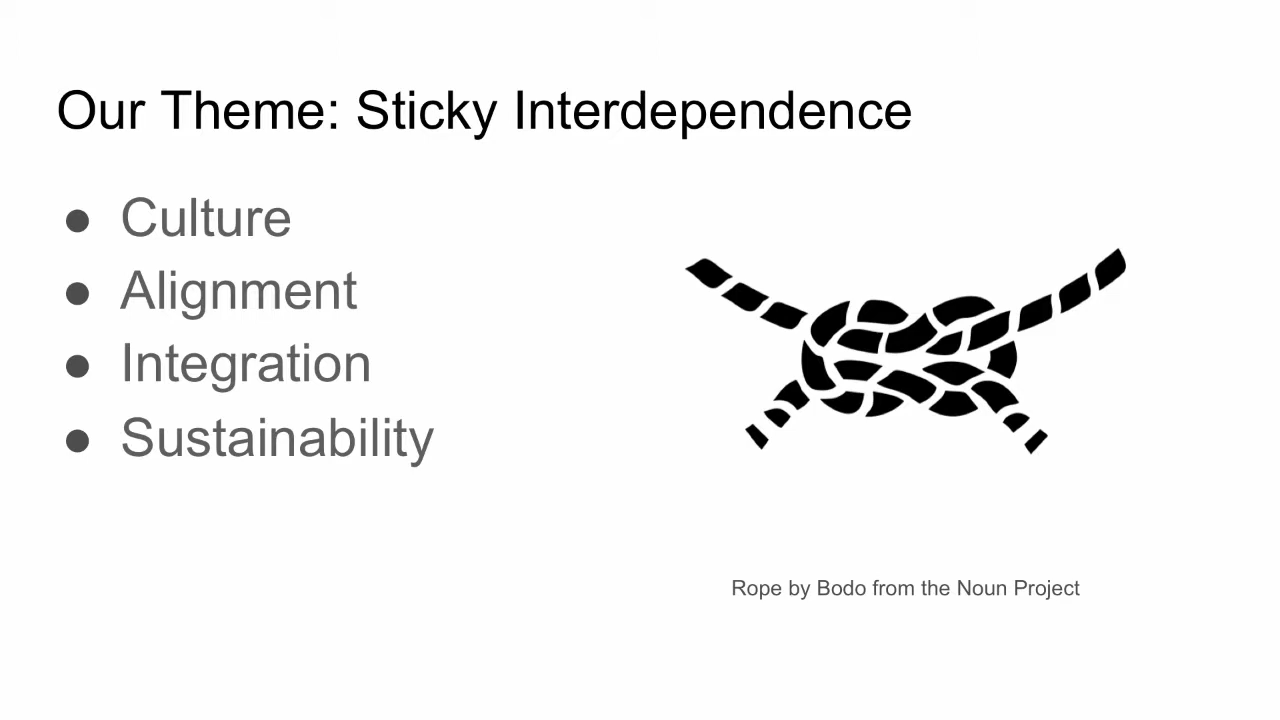 Our Theme: Sticky Interdependence
● Culture
● Alignment
● Integration
● Sustainability
Rope by Bodo from the Noun Project